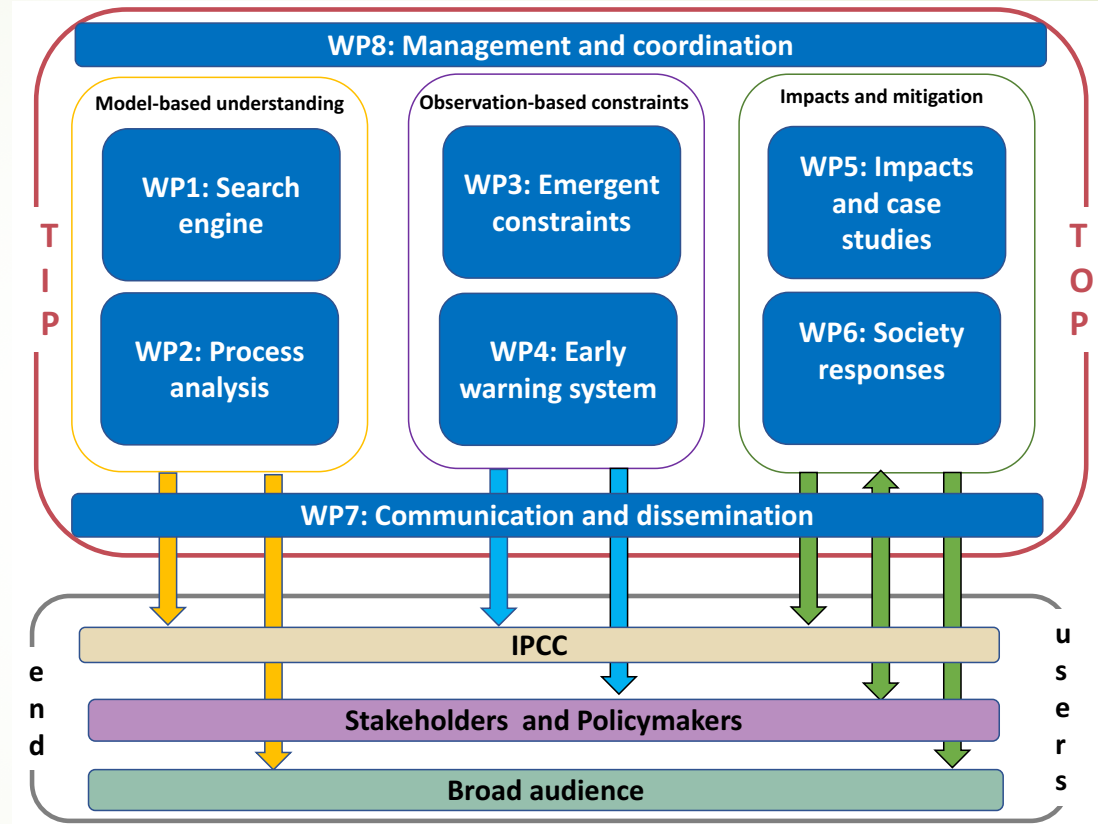 WP8: Management and coordination
Model-based understanding
WP1: Search
engine
WP2: Process
analysis
Observation-based constraints
WP3: Emergent
constraints
WP4: Early
warning system
Impacts and mitigation
WP5: Impacts
and case
studies
WP6: Society
responses
T
I
P
T
O
P
WP7: Communication and dissemination
e
n
d
u
s
e
r
s
IPCC
Stakeholders and Policymakers
Broad audience